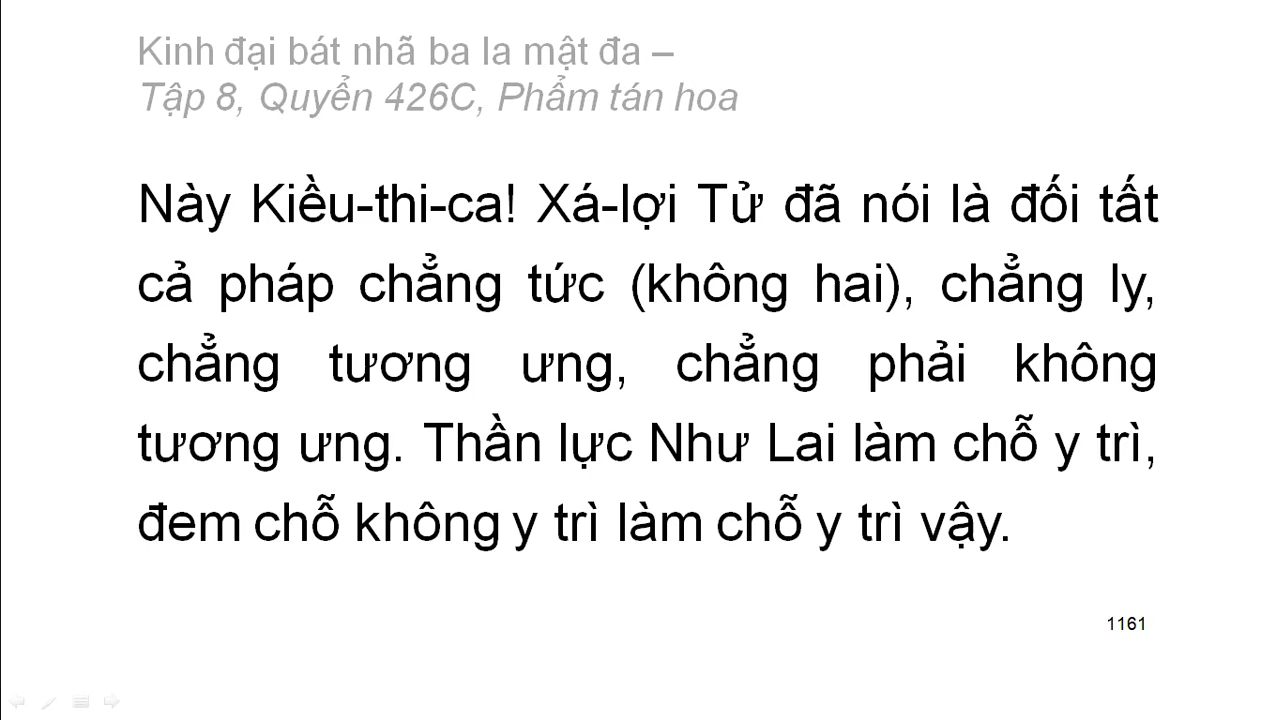 Kinh đại bát nhã ba la mật đa –
Tập 8, Quyển 426C, Phẩm tán hoa
Này Kiều-thi-ca! Xá-lợi Tử đã nói là đối tất
cả pháp chẳng tức (không hai), chẳng ly,
chẳng tương ưng, chẳng phải không
tương ưng. Thần lực Như Lai làm chỗ y trì,
đem chỗ không y trì làm chỗ y trì vậy.
1161